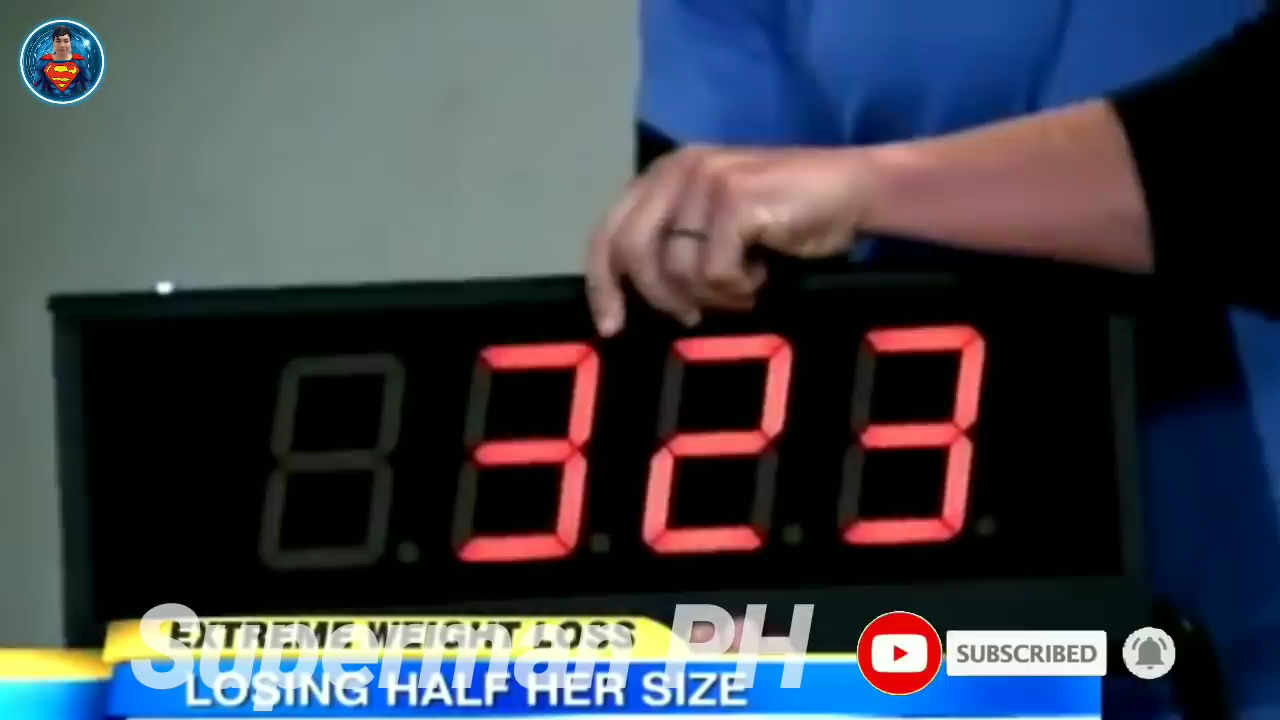 323
EXTREME WEIGHT LOSS
Superman PH
LOSING HALF HER SIZE
SUBSCRIBED